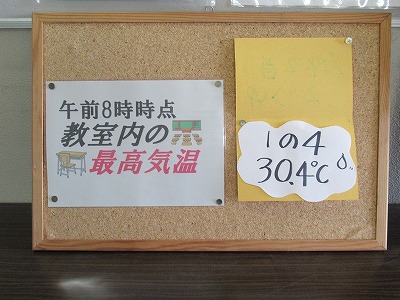 午前8時時点
教室内の
最高気温
1の4
30.4℃